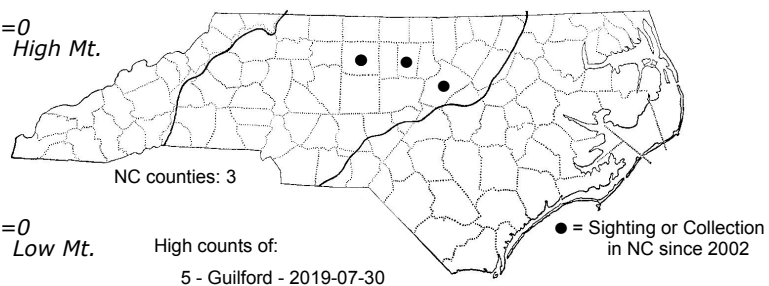 =0
High Mt.
NC counties: 3
=0
Low Mt.
High counts of:
5 - Guilford - 2019-07-30
● = Sighting or Collection
in NC since 2002